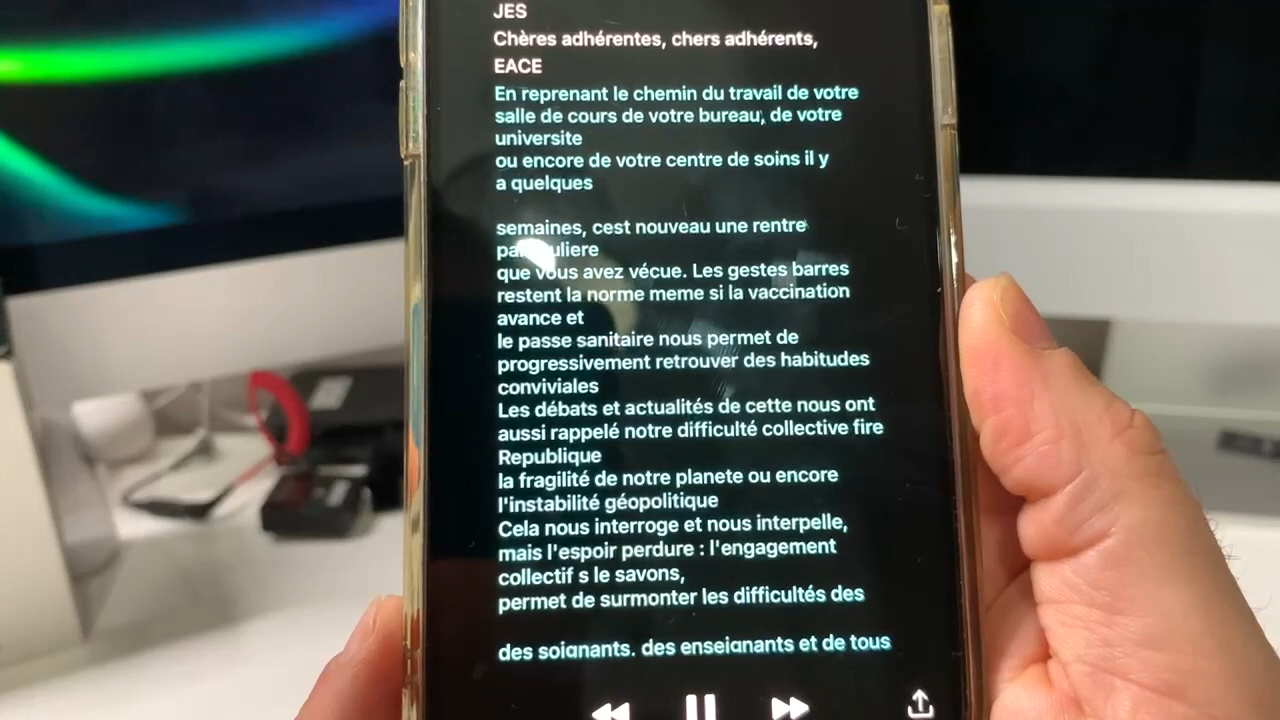 JES
Chères adhérentes, chers adhérents,
EACE
En reprenant le chemin du travail de votre
salle de cours de votre bureau, de votre
universite
ou encore de votre centre de soins il y
a quelques
semaines, cest nouveau une rentre
que vous avez vécue. Les gestes barres
restent la norme meme si la vaccination
avance et
le passe sanitaire nous permet de
progressivement retrouver des habitudes
conviviales
Les débats et actualités de cette nous ont
aussi rappelé notre difficulté collective fire
Republique
la fragilité de notre planete ou encore
l'instabilité géopolitique
Cela nous interroge et nous interpelle,
mais l'espoir perdure : l'engagement
collectif s le savons,
permet de surmonter les difficultés des
des soignants. des enseignants et de tous